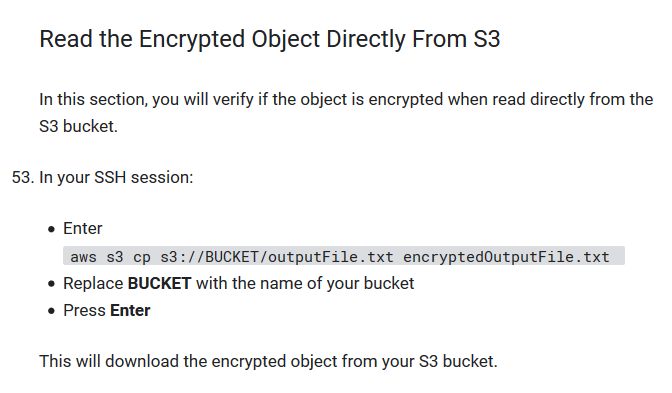 Read the Encrypted Object Directly From S3
In this section, you will verify if the object is encrypted when read directly from the
S3 bucket.
53. In your SSH session:
• Enter
aws s3 cp s3://BUCKET/outputFile.txt encryptedOutputFile.txt
• Replace BUCKET with the name of your bucket
• Press Enter
This will download the encrypted object from your S3 bucket.